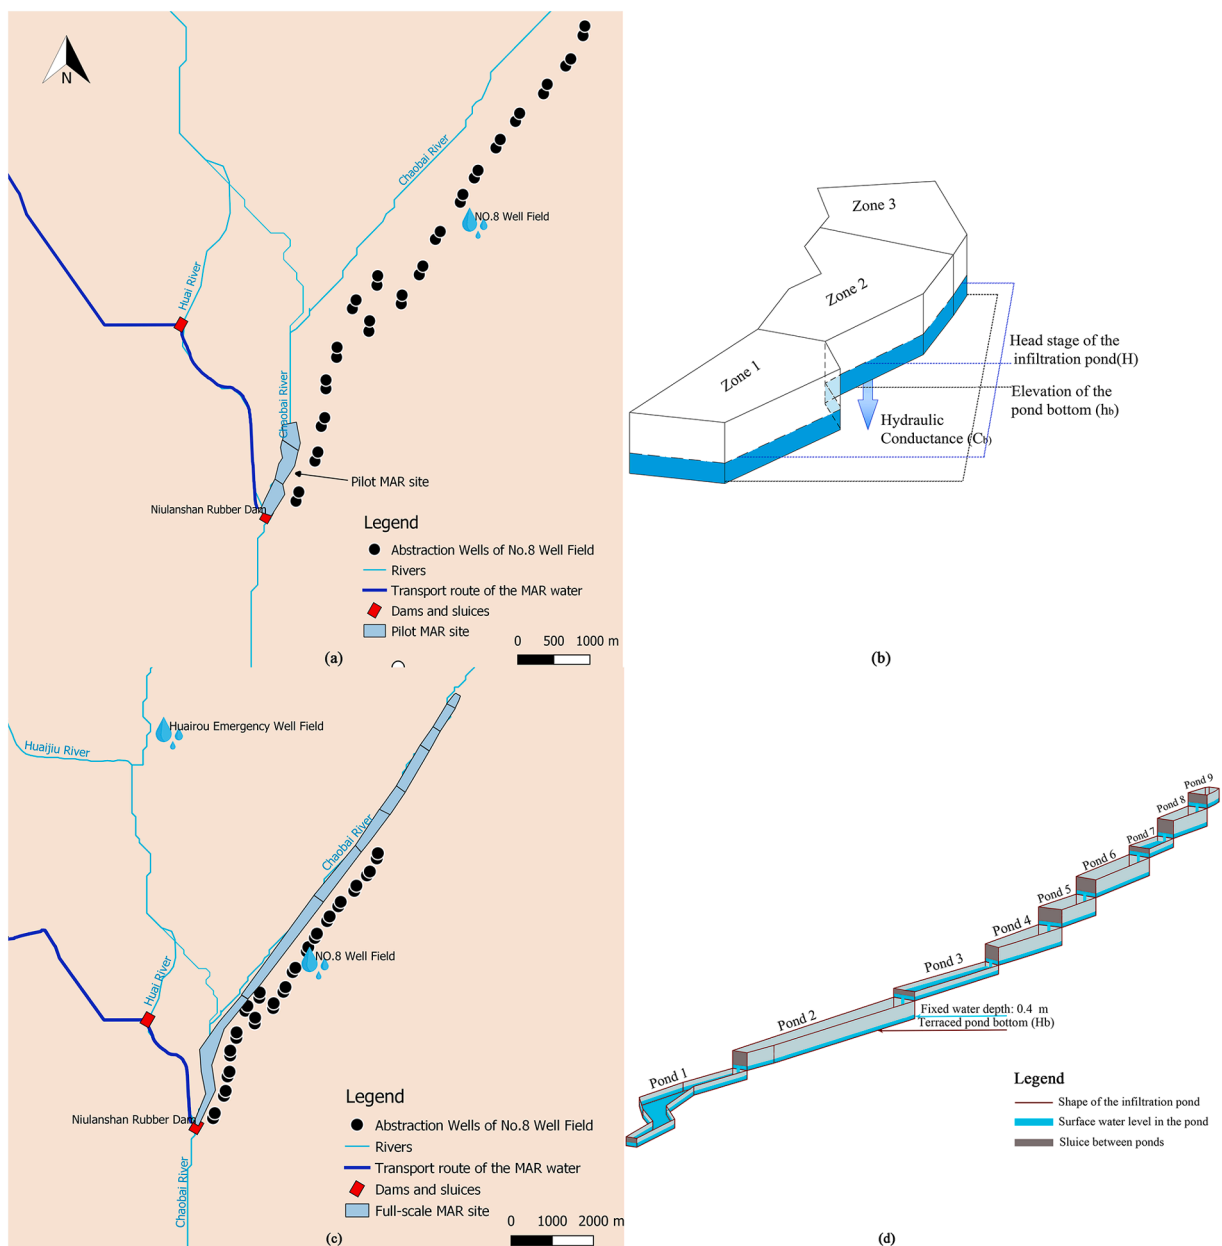 N
Chaobai River
NO.8 Well Field
Huai River
Chaobai River
Pilot MAR site
Niulanshan Rubber Dam
Legend
Abstraction Wells of No.8 Well Field
Rivers
Transport route of the MAR water
Dams and sluices
Pilot MAR site
0 500 1000 m
(a)
Zone 3
Zone 2
Zone 1
Head stage of the
infiltration pond(H)
Elevation of the
pond bottom (hb)
Hydraulic
Conductance (Cb)
(b)
Huairou Emergency Well Field
Huaijiu River
Chaobai River
NO.8 Well Field
Huai River
Niulanshan Rubber Dam
Chaobai River
Legend
Abstraction Wells of No.8 Well Field
Rivers
Transport route of the MAR water
Dams and sluices
Full-scale MAR site
0 1000 2000 m
(c)
Pond 9
Pond 8
Pond 7
Pond 6
Pond 5
Pond 4
Pond 3
Pond 2
Pond 1
Fixed water depth: 0.4 m
Terraced pond bottom (Hb)
Legend
Shape of the infiltration pond
Surface water level in the pond
Sluice between ponds
(d)